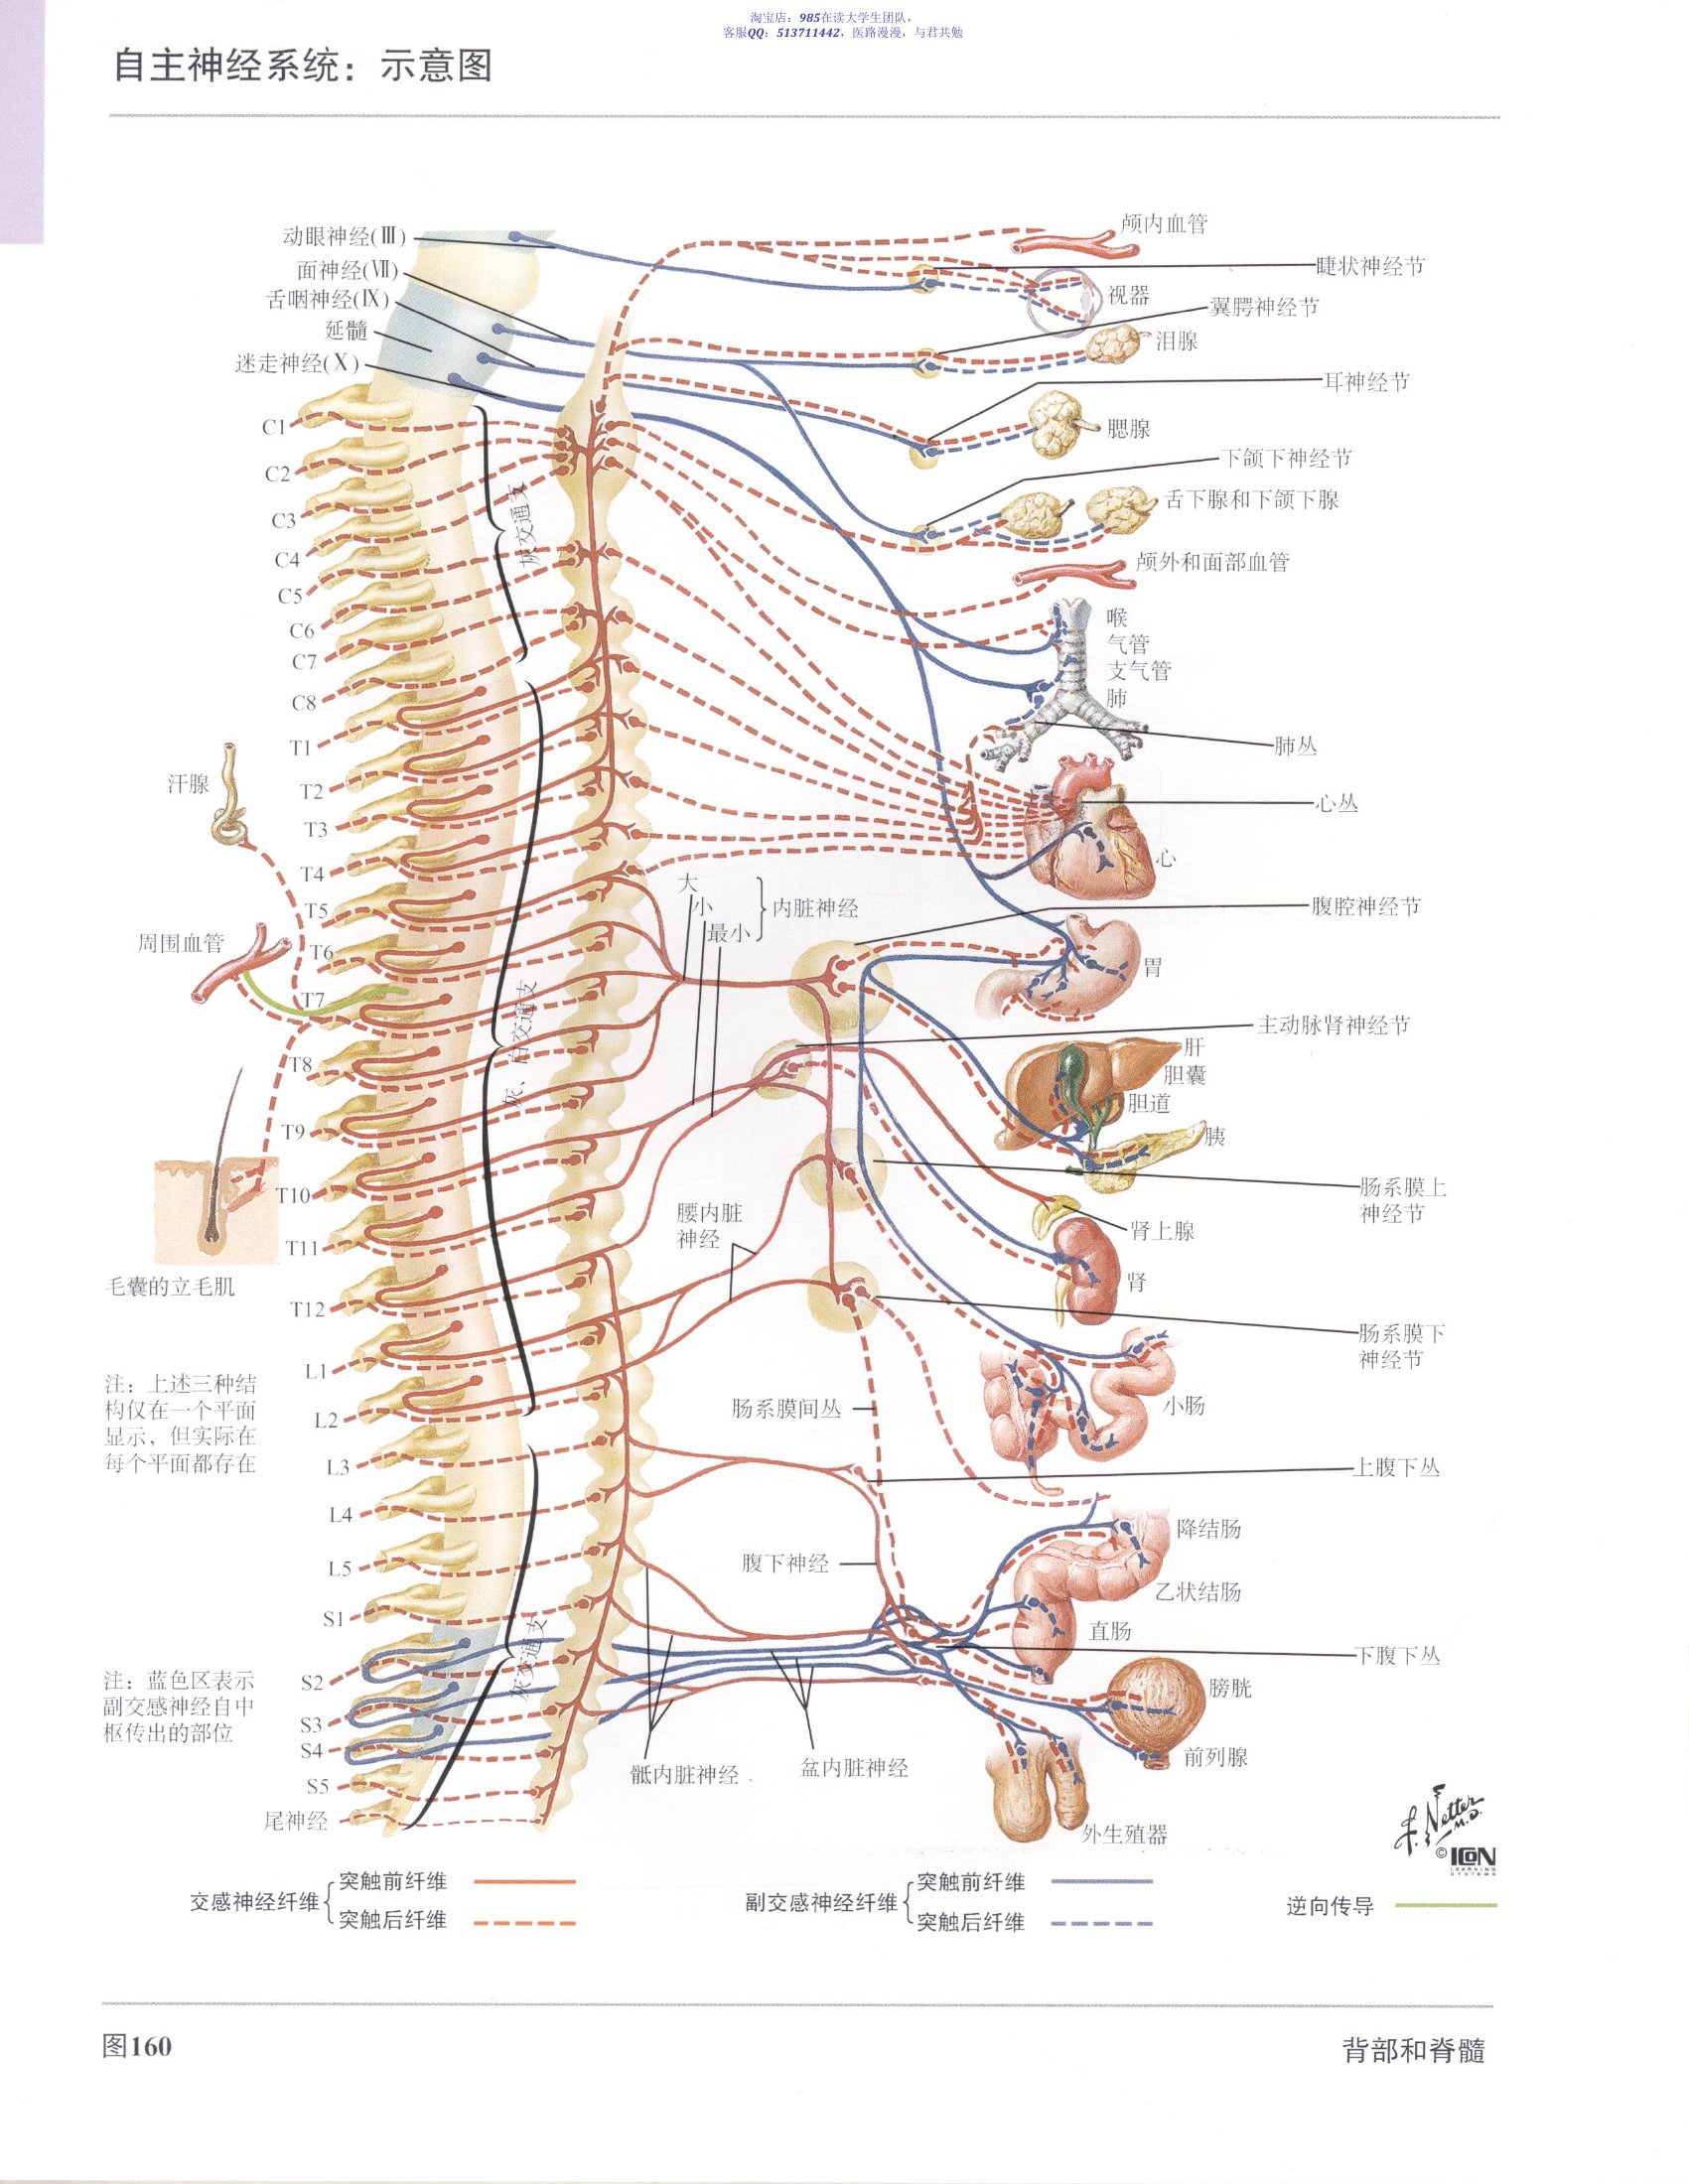 淘宝店：985在读大学生团队，
客服QQ：513711442，医路漫漫，与君共勉
自主神经系统：示意图
动眼神经(Ⅲ)
面神经(Ⅶ)
舌咽神经(Ⅸ)
延髓
迷走神经(Ⅹ)
C1
C2
C3
C4
C5
C6
C7
C8
T1
T2
T3
T4
T5
T6
T7
T8
T9
T10
T11
T12
L1
L2
L3
L4
L5
S1
S2
S3
S4
S5
尾神经
汗腺
周围血管
毛囊的立毛肌
注：上述三种结
构仅在一个平面
显示，但实际在
每个平面都存在
注：蓝色区表示
副交感神经自中
枢传出的部位
灰交通支
灰、白交通支
灰交通支
大
小
最小
内脏神经
腰内脏
神经
肠系膜间丛
腹下神经
骶内脏神经
盆内脏神经
颅内血管
睫状神经节
视器
翼腭神经节
泪腺
耳神经节
腮腺
下颌下神经节
舌下腺和下颌下腺
颅外和面部血管
喉
气管
支气管
肺
肺丛
心丛
心
腹腔神经节
胃
主动脉肾神经节
肝
胆囊
胆道
胰
肠系膜上
神经节
肾上腺
肾
肠系膜下
神经节
小肠
上腹下丛
降结肠
乙状结肠
直肠
下腹下丛
膀胱
前列腺
外生殖器
F. Netter
M.D.
©ICON
LEARNING
SYSTEMS
交感神经纤维
突触前纤维
突触后纤维
副交感神经纤维
突触前纤维
突触后纤维
逆向传导
图160
背部和脊髓